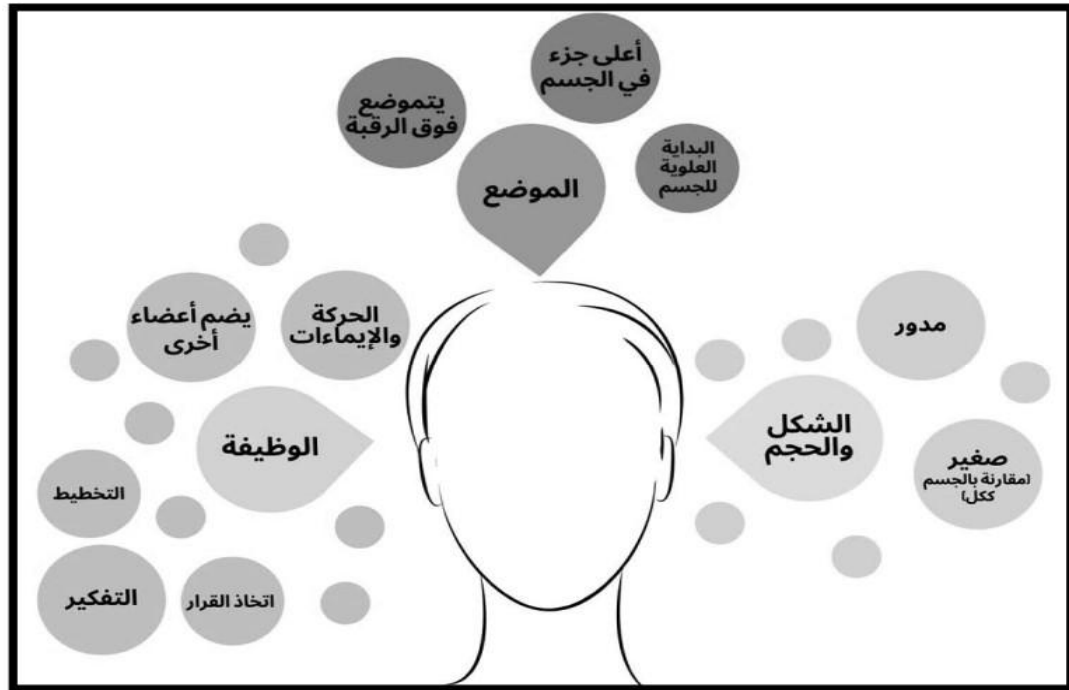 أعلى جزء
في الجسم
يتموضع
فوق الرقبة
البداية
العلوية
للجسم
الموضع
مدور
الشكل
والحجم
صغير
(مقارنة بالجسم
ككل)
الحركة
والإيماءات
يضم أعضاء
أخرى
الوظيفة
التخطيط
التفكير
اتخاذ القرار